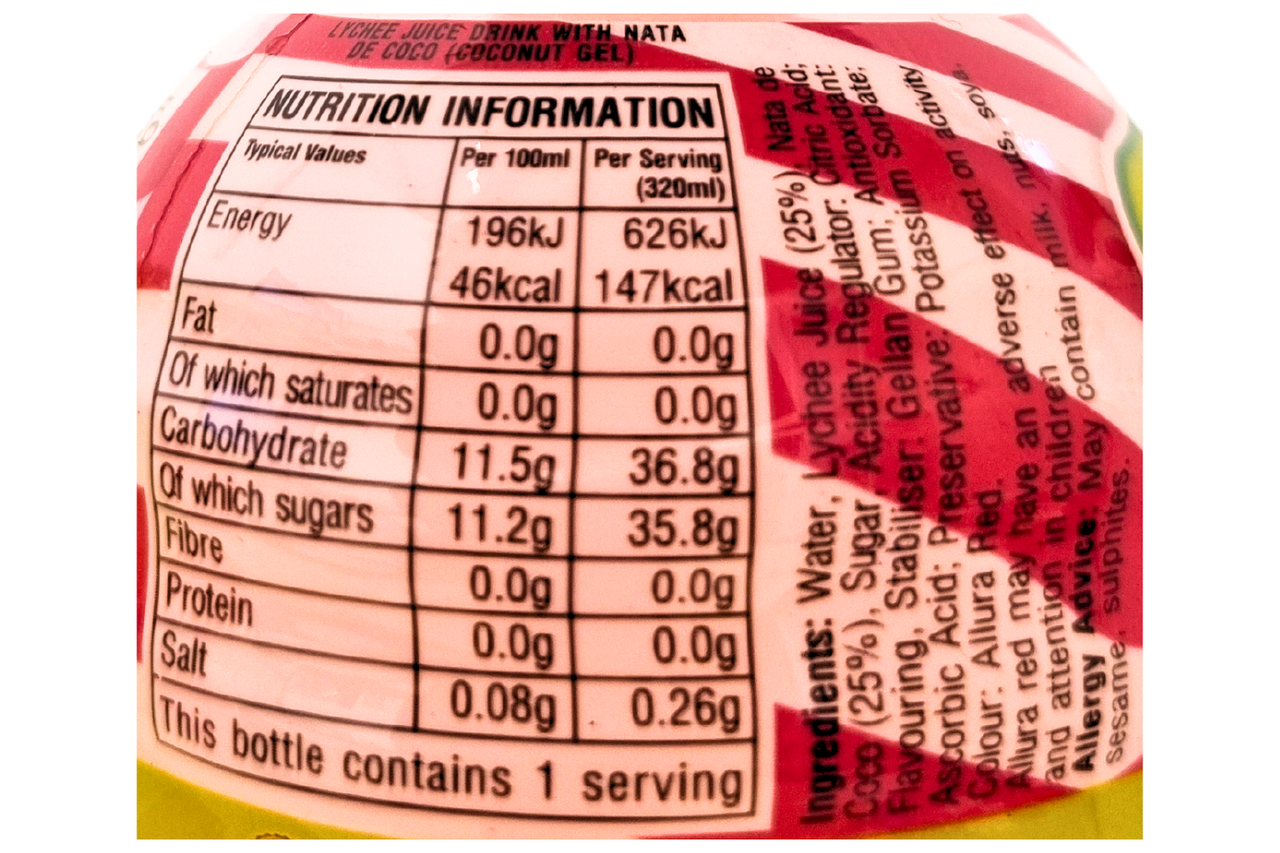 LYCHEE JUICE DRINK WITH NATA
DE COCO (COCONUT GEL)
NUTRITION INFORMATION
Typical Values Per 100ml Per Serving
(320ml)
Energy 196kJ 626kJ
46kcal 147kcal
Fat 0.0g 0.0g
Of which saturates 0.0g 0.0g
Carbohydrate 11.5g 36.8g
Of which sugars 11.2g 35.8g
Fibre 0.0g 0.0g
Protein 0.0g 0.0g
Salt 0.08g 0.26g
This bottle contains 1 serving
Ingredients: Water, Lychee Juice (25%) Nata de
Coco (25%), Sugar Acidity Regulator: Citric Acid;
Flavouring, Stabiliser: Gellan Gum; Antioxidant:
Ascorbic Acid; Preservative: Potassium Sorbate;
Colour: Allura Red.
Allura red may have an adverse effect on activity
and attention in children
Allergy Advice: May contain milk, nuts, soya,
sesame, sulphites.